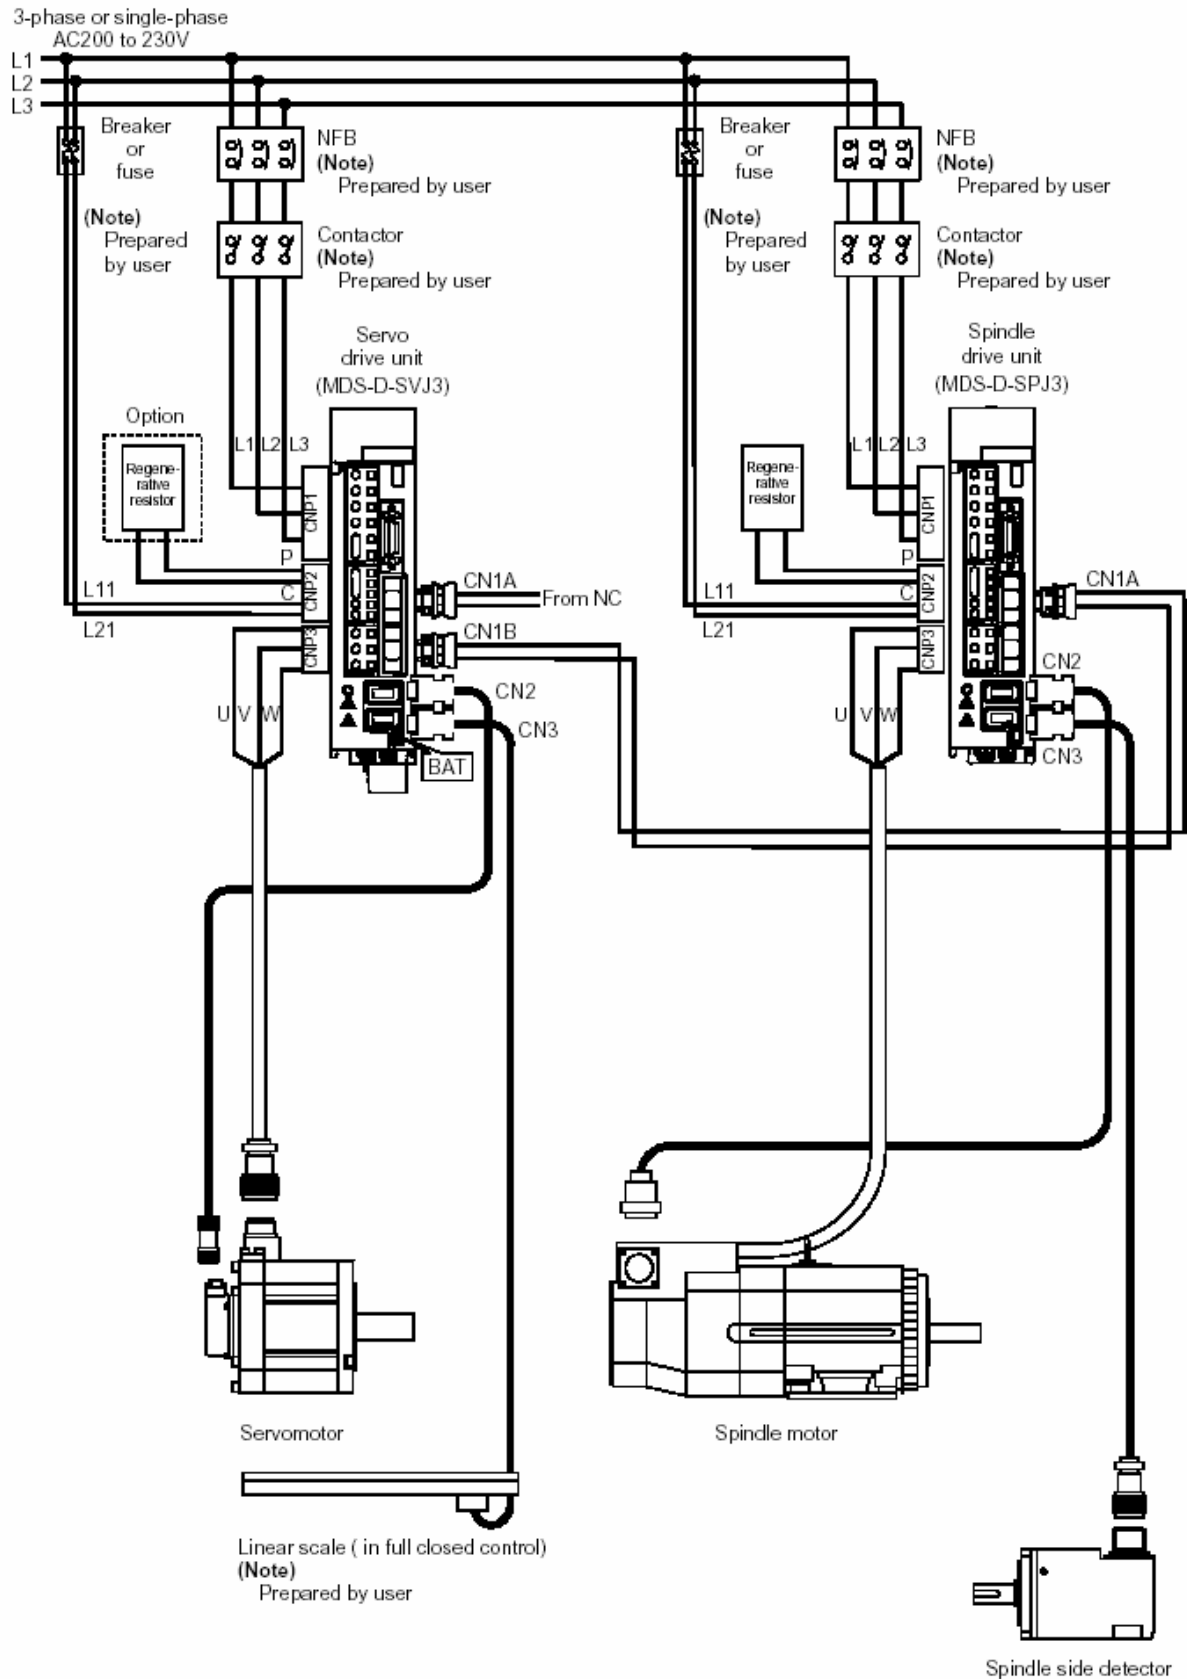 3-phase or single-phase
AC200 to 230V
L1
L2
L3
Breaker
or
fuse
(Note)
Prepared
by user
NFB
(Note)
Prepared by user
Contactor
(Note)
Prepared by user
Breaker
or
fuse
(Note)
Prepared
by user
NFB
(Note)
Prepared by user
Contactor
(Note)
Prepared by user
Servo
drive unit
(MDS-D-SVJ3)
Spindle
drive unit
(MDS-D-SPJ3)
Option
Regene-
rative
resistor
L1 L2 L3
CNP1
P
C
CNP2
L11
L21
CNP3
U V W
CN1A
From NC
CN1B
CN2
CN3
BAT
Regene-
rative
resistor
L1 L2 L3
CNP1
P
C
CNP2
L11
L21
CNP3
U V W
CN1A
CN2
CN3
Servomotor
Spindle motor
Linear scale ( in full closed control)
(Note)
Prepared by user
Spindle side detector